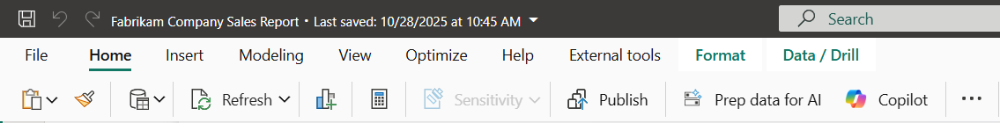 Fabrikam Company Sales Report • Last saved: 10/28/2025 at 10:45 AM Search
File Home Insert Modeling View Optimize Help External tools Format Data / Drill
Refresh Sensitivity Publish Prep data for AI Copilot ...